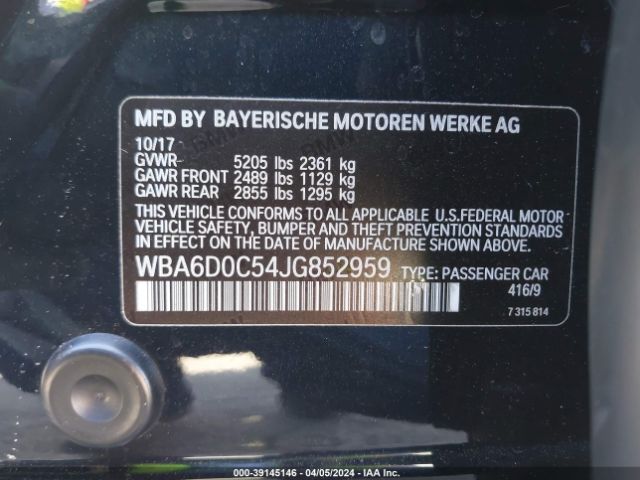 MFD BY BAYERISCHE MOTOREN WERKE AG
10/17
GVWR- 5205 lbs 2361 kg
GAWR FRONT 2489 lbs 1129 kg
GAWR REAR 2855 lbs 1295 kg
THIS VEHICLE CONFORMS TO ALL APPLICABLE U.S.FEDERAL MOTOR
VEHICLE SAFETY, BUMPER, AND THEFT PREVENTION STANDARDS
IN EFFECT ON THE DATE OF MANUFACTURE SHOWN ABOVE.
WBA6D0C54JG852959 TYPE: PASSENGER CAR
416/9
7 315 814
000-39145146 - 04/05/2024 - IAA Inc.